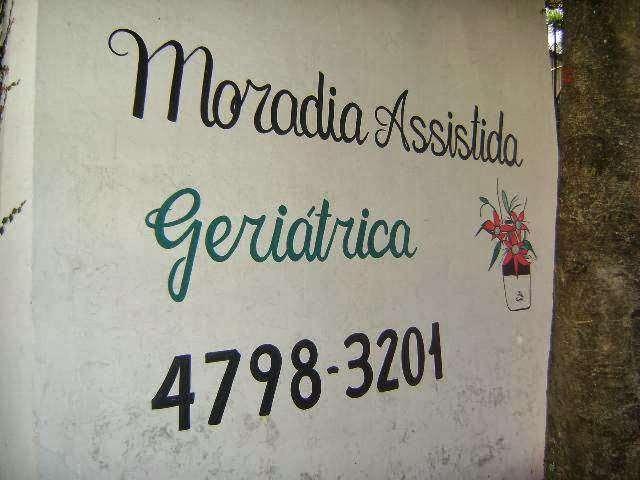 Moradia Assistida
Geriátrica
4798-3201